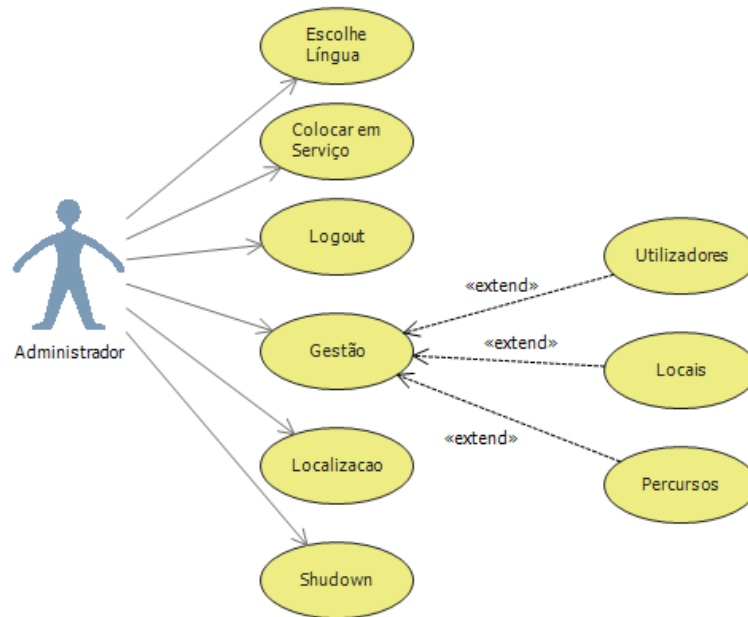 Escolhe
Língua
Colocar em
Serviço
Logout
Utilizadores
«extend»
«extend»
Administrador
Gestão
Locais
«extend»
Localizacao
Percursos
Shudown